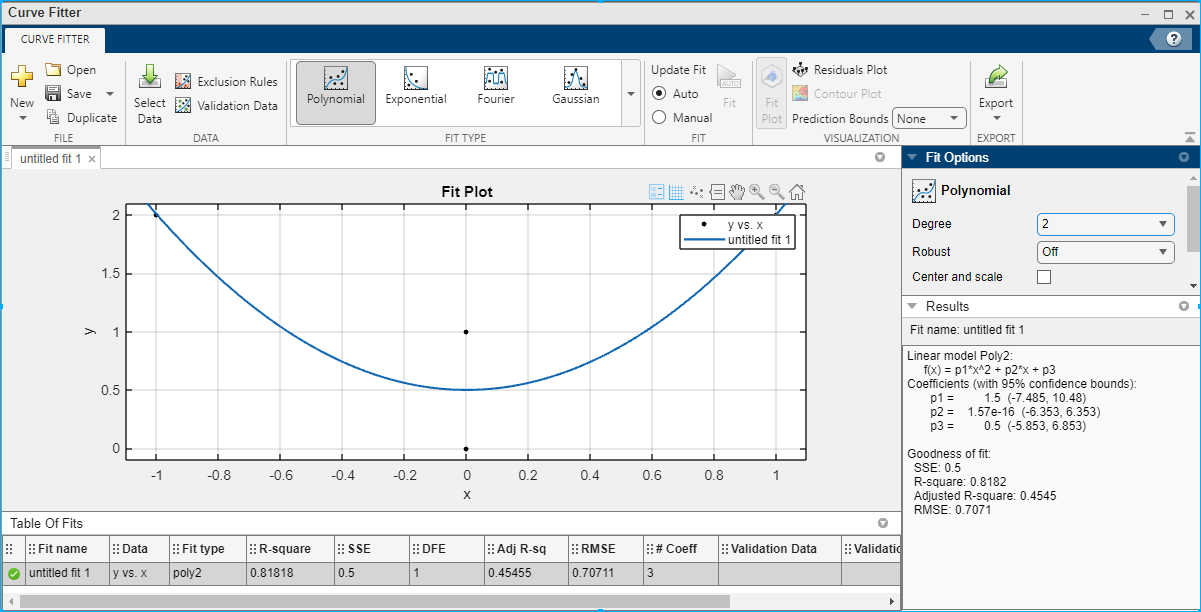 Curve Fitter
CURVE FITTER
?
New
Open
Save
Duplicate
FILE
Select
Data
Exclusion Rules
Validation Data
DATA
Polynomial
Exponential
Fourier
Gaussian
FIT TYPE
Update Fit
Auto
Manual
AUTO
Fit
FIT
Fit
Plot
Residuals Plot
Contour Plot
Prediction Bounds None
VISUALIZATION
Export
EXPORT
untitled fit 1
Fit Plot
y vs. x
untitled fit 1
2
1.5
1
0.5
0
y
-1 -0.8 -0.6 -0.4 -0.2 0 0.2 0.4 0.6 0.8 1
x
Table Of Fits
Fit name Data Fit type R-square SSE DFE Adj R-sq RMSE # Coeff Validation Data Validatic
untitled fit 1 y vs. x poly2 0.81818 0.5 1 0.45455 0.70711 3
Fit Options
Polynomial
Degree 2
Robust Off
Center and scale
Results
Fit name: untitled fit 1
Linear model Poly2:
f(x) = p1*x^2 + p2*x + p3
Coefficients (with 95% confidence bounds):
p1 = 1.5 (-7.485, 10.48)
p2 = 1.57e-16 (-6.353, 6.353)
p3 = 0.5 (-5.853, 6.853)
Goodness of fit:
SSE: 0.5
R-square: 0.8182
Adjusted R-square: 0.4545
RMSE: 0.7071